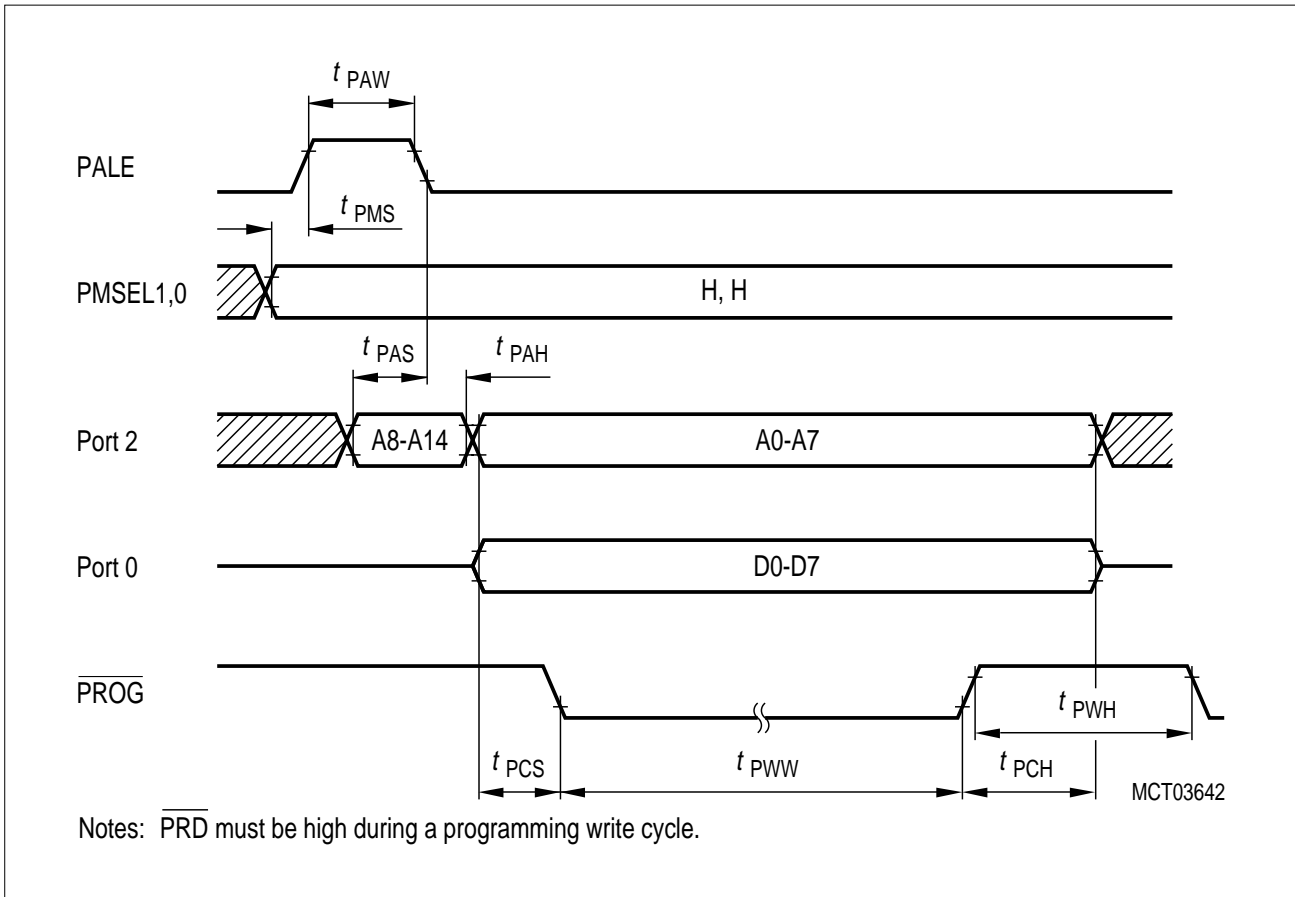 t PAW
PALE
t PMS
PMSEL1,0
H, H
t PAS
t PAH
Port 2
A8-A14
A0-A7
Port 0
D0-D7
PROG
t PWH
t PCS
t PWW
t PCH
MCT03642
Notes: PRD must be high during a programming write cycle.